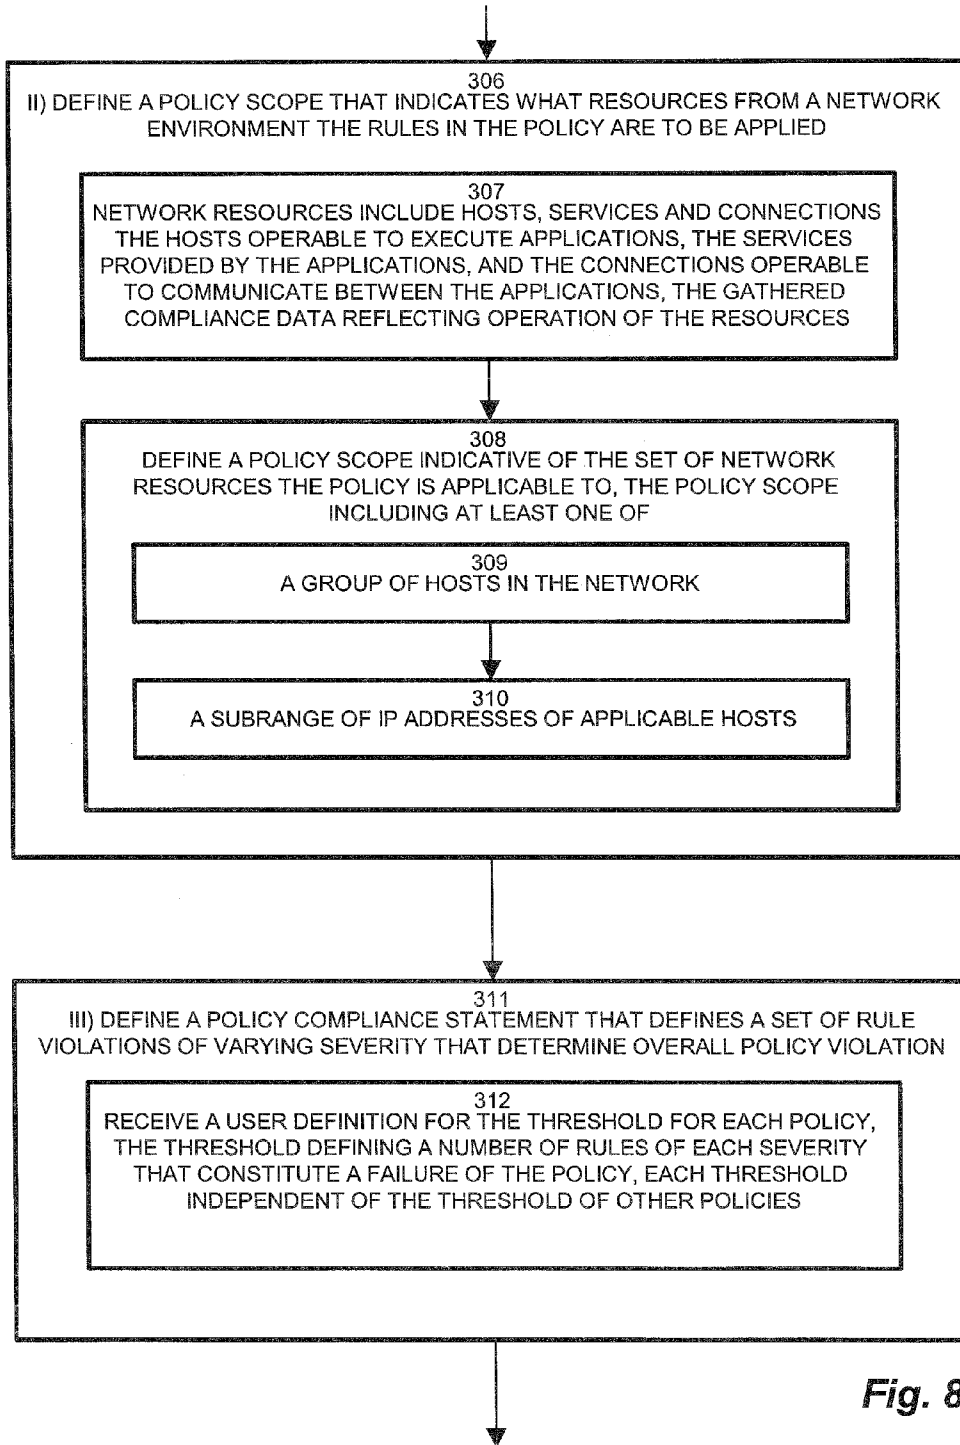 306
II) DEFINE A POLICY SCOPE THAT INDICATES WHAT RESOURCES FROM A NETWORK
ENVIRONMENT THE RULES IN THE POLICY ARE TO BE APPLIED
307
NETWORK RESOURCES INCLUDE HOSTS, SERVICES AND CONNECTIONS
THE HOSTS OPERABLE TO EXECUTE APPLICATIONS, THE SERVICES
PROVIDED BY THE APPLICATIONS, AND THE CONNECTIONS OPERABLE
TO COMMUNICATE BETWEEN THE APPLICATIONS, THE GATHERED
COMPLIANCE DATA REFLECTING OPERATION OF THE RESOURCES
308
DEFINE A POLICY SCOPE INDICATIVE OF THE SET OF NETWORK
RESOURCES THE POLICY IS APPLICABLE TO, THE POLICY SCOPE
INCLUDING AT LEAST ONE OF
309
A GROUP OF HOSTS IN THE NETWORK
310
A SUBRANGE OF IP ADDRESSES OF APPLICABLE HOSTS
311
III) DEFINE A POLICY COMPLIANCE STATEMENT THAT DEFINES A SET OF RULE
VIOLATIONS OF VARYING SEVERITY THAT DETERMINE OVERALL POLICY VIOLATION
312
RECEIVE A USER DEFINITION FOR THE THRESHOLD FOR EACH POLICY,
THE THRESHOLD DEFINING A NUMBER OF RULES OF EACH SEVERITY
THAT CONSTITUTE A FAILURE OF THE POLICY, EACH THRESHOLD
INDEPENDENT OF THE THRESHOLD OF OTHER POLICIES
Fig. 8